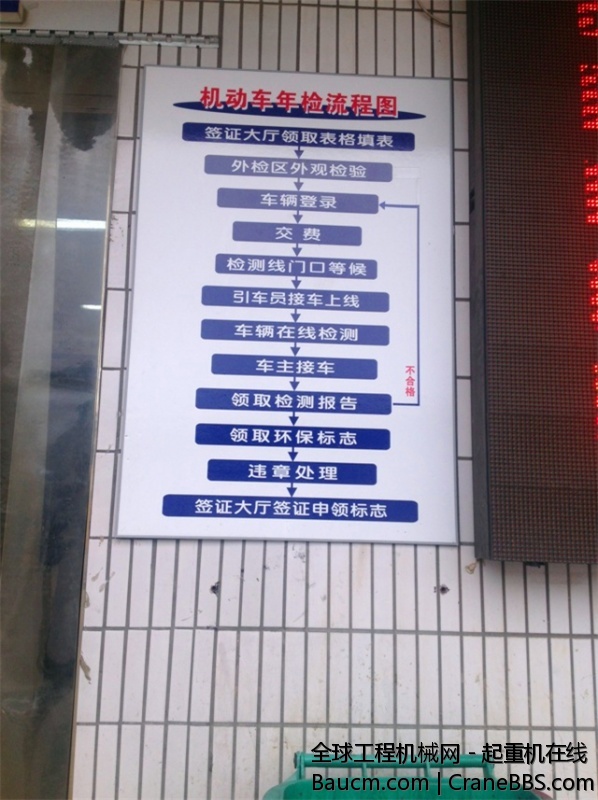 机动车年检流程图
签证大厅领取表格填表
外检区外观检验
车辆登录
交费
检测线门口等候
引车员接车上线
车辆在线检测
车主接车
领取检测报告
不合格
领取环保标志
违章处理
签证大厅签证申领标志
全球工程机械网 - 起重机在线
Baucm.com | CraneBBS.com